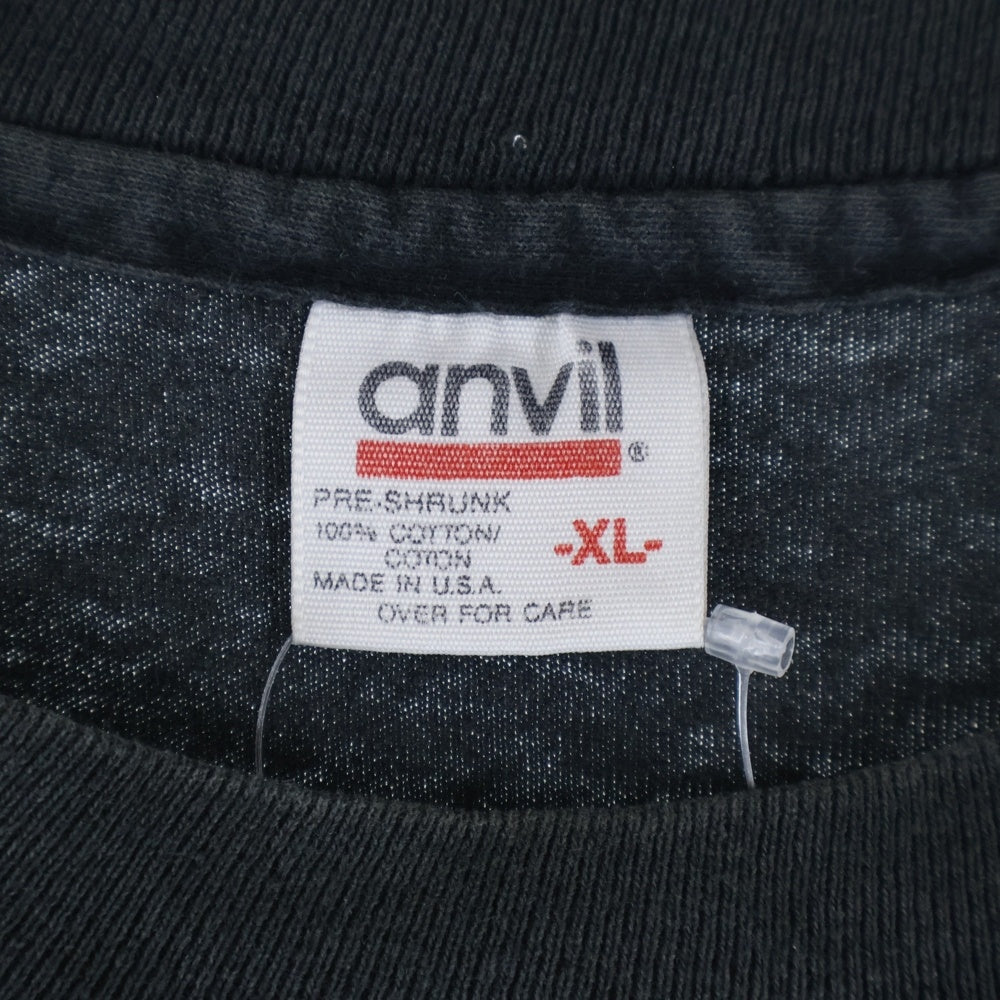 anvil
®
PRE-SHRUNK
100% COTTON/
COTON
-XL-
MADE IN U.S.A.
OVER FOR CARE